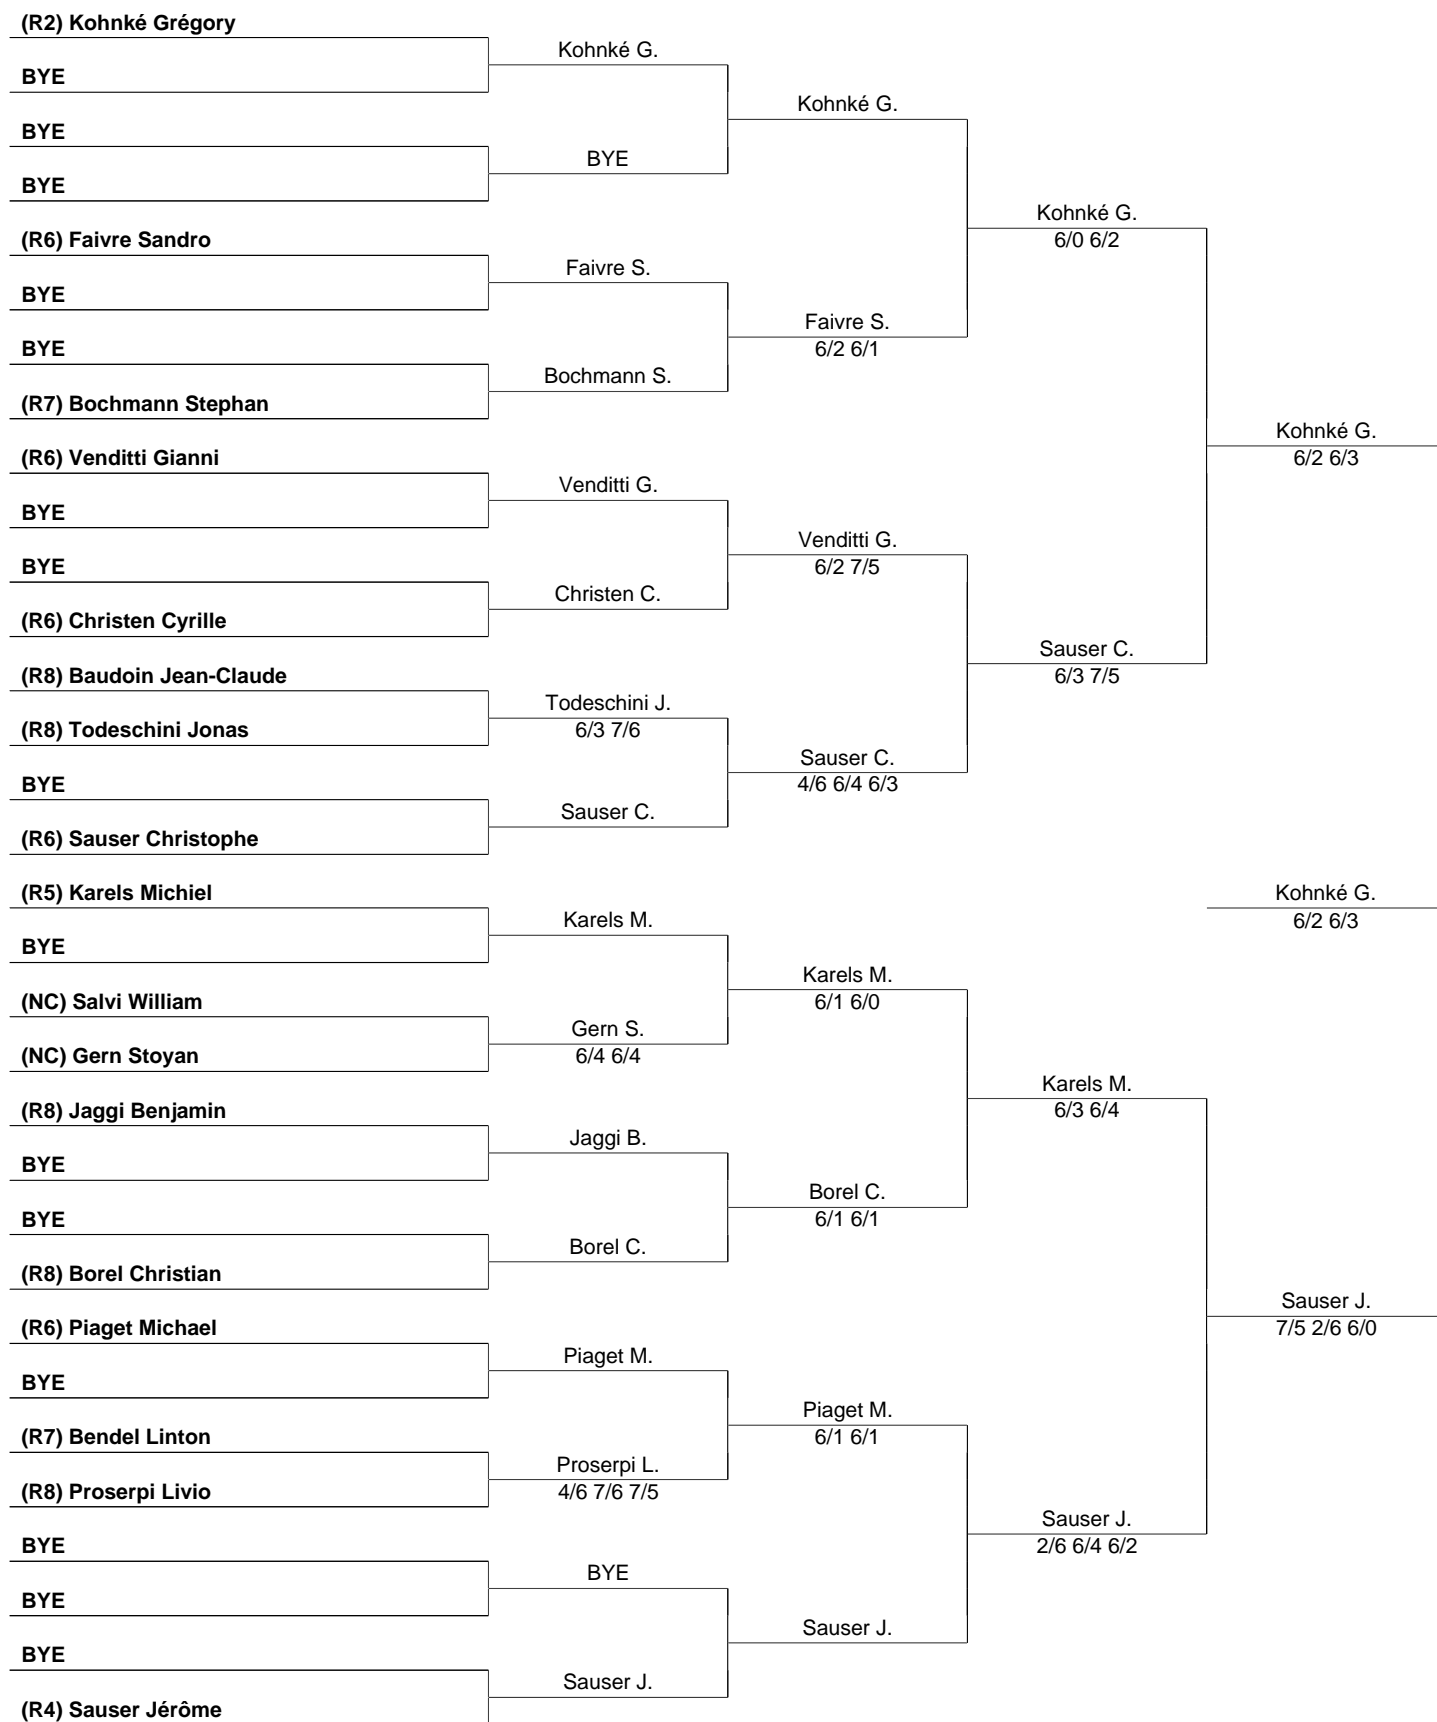 (R2) Kohnké Grégory
Kohnké G.
BYE
Kohnké G.
BYE
BYE
BYE
Kohnké G.
(R6) Faivre Sandro
6/0 6/2
Faivre S.
BYE
Faivre S.
BYE
6/2 6/1
Bochmann S.
(R7) Bochmann Stephan
Kohnké G.
(R6) Venditti Gianni
6/2 6/3
Venditti G.
BYE
Venditti G.
BYE
6/2 7/5
Christen C.
(R6) Christen Cyrille
Sauser C.
(R8) Baudoin Jean-Claude
6/3 7/5
Todeschini J.
(R8) Todeschini Jonas
6/3 7/6
Sauser C.
BYE
4/6 6/4 6/3
Sauser C.
(R6) Sauser Christophe
(R5) Karels Michiel
Kohnké G.
Karels M.
6/2 6/3
BYE
Karels M.
(NC) Salvi William
6/1 6/0
Gern S.
(NC) Gern Stoyan
6/4 6/4
Karels M.
(R8) Jaggi Benjamin
6/3 6/4
Jaggi B.
BYE
Borel C.
BYE
6/1 6/1
Borel C.
(R8) Borel Christian
Sauser J.
(R6) Piaget Michael
7/5 2/6 6/0
Piaget M.
BYE
Piaget M.
(R7) Bendel Linton
6/1 6/1
Proserpi L.
(R8) Proserpi Livio
4/6 7/6 7/5
Sauser J.
BYE
2/6 6/4 6/2
BYE
BYE
Sauser J.
BYE
Sauser J.
(R4) Sauser Jérôme